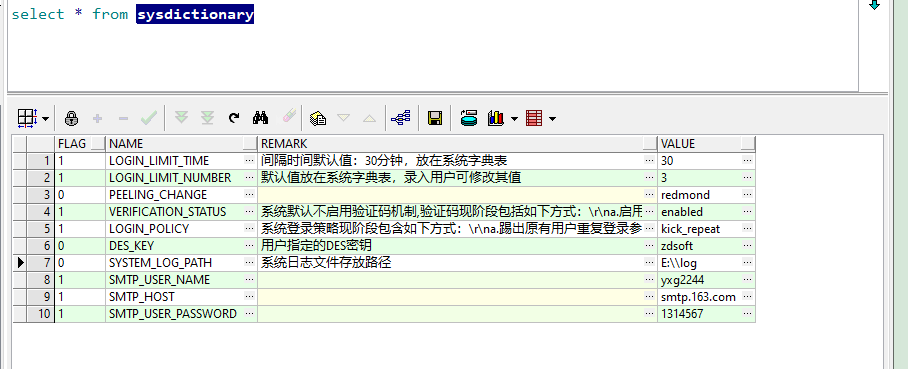 select * from sysdictionary
FLAG NAME REMARK VALUE
1 1 LOGIN_LIMIT_TIME ··· 间隔时间默认值：30分钟，放在系统字典表 ··· 30 ···
2 1 LOGIN_LIMIT_NUMBER ··· 默认值放在系统字典表，录入用户可修改其值 ··· 3 ···
3 0 PEELING_CHANGE ··· ··· redmond ···
4 1 VERIFICATION_STATUS ··· 系统默认不启用验证码机制,验证码现阶段包括如下方式：\r\na.启用 ··· enabled ···
5 1 LOGIN_POLICY ··· 系统登录策略现阶段包含如下方式：\r\na.踢出原有用户重复登录参 ··· kick_repeat ···
6 0 DES_KEY ··· 用户指定的DES密钥 ··· zdsoft ···
7 0 SYSTEM_LOG_PATH ··· 系统日志文件存放路径 ··· E:\\log ···
8 1 SMTP_USER_NAME ··· ··· yxg2244 ···
9 1 SMTP_HOST ··· ··· smtp.163.com ···
10 1 SMTP_USER_PASSWORD ··· ··· 1314567 ···